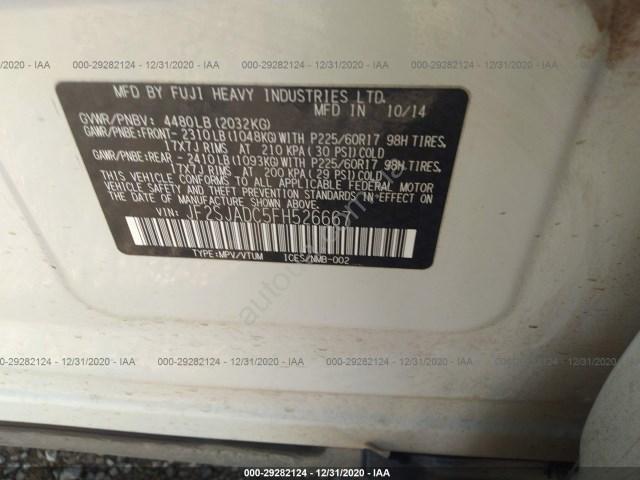 000-29282124 - 12/31/2020 - IAA
MFD BY FUJI HEAVY INDUSTRIES LTD.
MFD IN 10/14
GVWR/PNBV: 4480LB(2032KG)
GAWR/PNBE:FRONT- 2310LB(1048KG)WITH P225/60R17 98H TIRES,
17X7J RIMS AT 210 KPA(30 PSI)COLD
GAWR/PNBE:REAR - 2410LB(1093KG)WITH P225/60R17 98H TIRES,
17X7J RIMS AT 200 KPA(29 PSI)COLD
THIS VEHICLE CONFORMS TO ALL APPLICABLE FEDERAL MOTOR
VEHICLE SAFETY AND THEFT PREVENTION STANDARDS IN EFFECT ON
THE DATE OF MANUFACTURE SHOWN ABOVE.
VIN: JF2SJADC5FH526667
TYPE:MPV/VTUM ICES/NMB-002
000-29282124 - 12/31/2020 - IAA
000-29282124 - 12/31/2020 - IAA